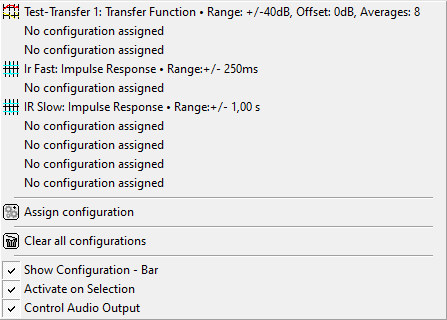 Test-Transfer 1: Transfer Function • Range: +/-40dB, Offset: 0dB, Averages: 8
No configuration assigned
No configuration assigned
Ir Fast: Impulse Response • Range:+/- 250ms
No configuration assigned
IR Slow: Impulse Response • Range:+/- 1,00 s
No configuration assigned
No configuration assigned
No configuration assigned
No configuration assigned
Assign configuration
Clear all configurations
Show Configuration - Bar
Activate on Selection
Control Audio Output